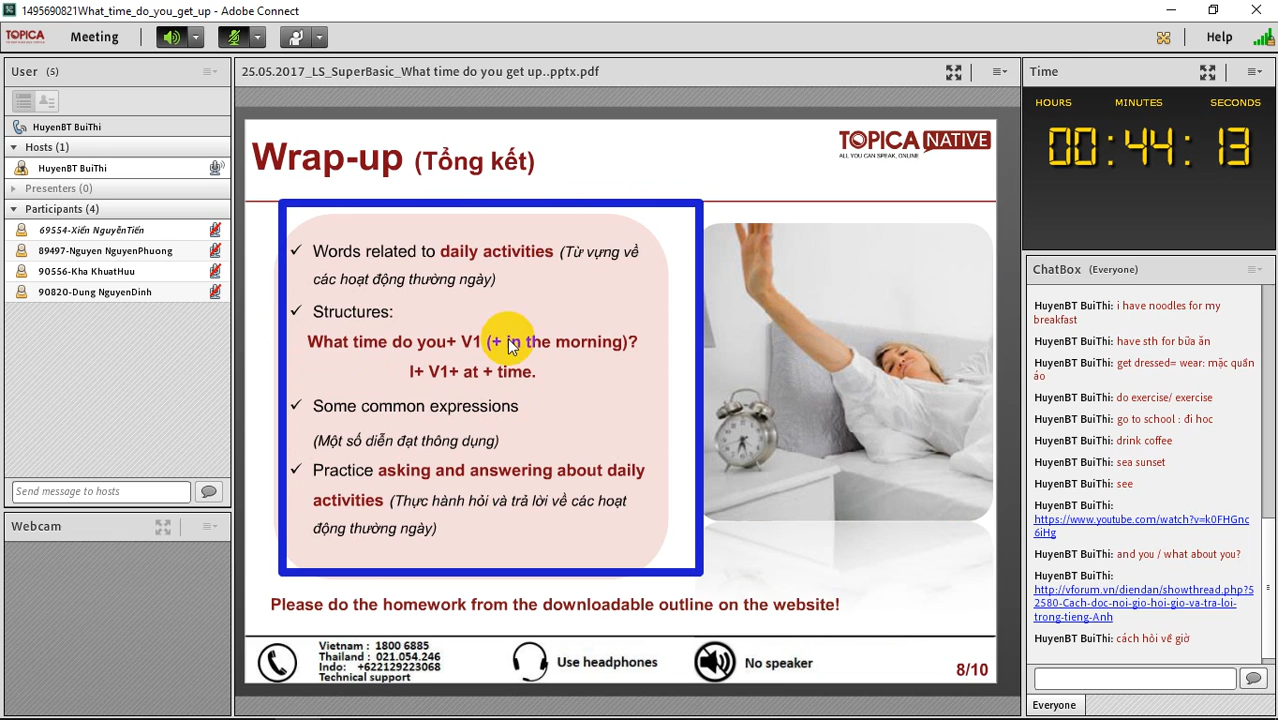 1495690821What_time_do_you_get_up - Adobe Connect
TOPICA
Meeting
Help
User (5)
HuyenBT BuiThi
Hosts (1)
HuyenBT BuiThi
Presenters (0)
Participants (4)
69554-Xiển NguyễnTiến
89497-Nguyen NguyenPhuong
90556-Kha KhuatHuu
90820-Dung NguyenDinh
Send message to hosts
Webcam
25.05.2017_LS_SuperBasic_What time do you get up..pptx.pdf
Wrap-up (Tổng kết)
TOPICA NATIVE
ALL YOU CAN SPEAK, ONLINE
✓ Words related to daily activities (Từ vựng về
các hoạt động thường ngày)
✓ Structures:
What time do you+ V1 (+ in the morning)?
I+ V1+ at + time.
✓ Some common expressions
(Một số diễn đạt thông dụng)
✓ Practice asking and answering about daily
activities (Thực hành hỏi và trả lời về các hoạt
động thường ngày)
Please do the homework from the downloadable outline on the website!
Vietnam : 1800 6885
Thailand : 021.054.246
Indo: +622129223068
Technical support
Use headphones
No speaker
8/10
Time
HOURS MINUTES SECONDS
00:44:13
ChatBox (Everyone)
HuyenBT BuiThi: i have noodles for my
breakfast
HuyenBT BuiThi: have sth for bữa ăn
HuyenBT BuiThi: get dressed= wear: mặc quần
áo
HuyenBT BuiThi: do exercise/ exercise
HuyenBT BuiThi: go to school : đi hoc
HuyenBT BuiThi: drink coffee
HuyenBT BuiThi: sea sunset
HuyenBT BuiThi: see
HuyenBT BuiThi:
https://www.youtube.com/watch?v=k0FHGnc
6iHg
HuyenBT BuiThi: and you / what about you?
HuyenBT BuiThi:
http://vforum.vn/diendan/showthread.php?5
2580-Cach-doc-noi-gio-hoi-gio-va-tra-loi-
trong-tieng-Anh
HuyenBT BuiThi: cách hỏi về giờ
Everyone